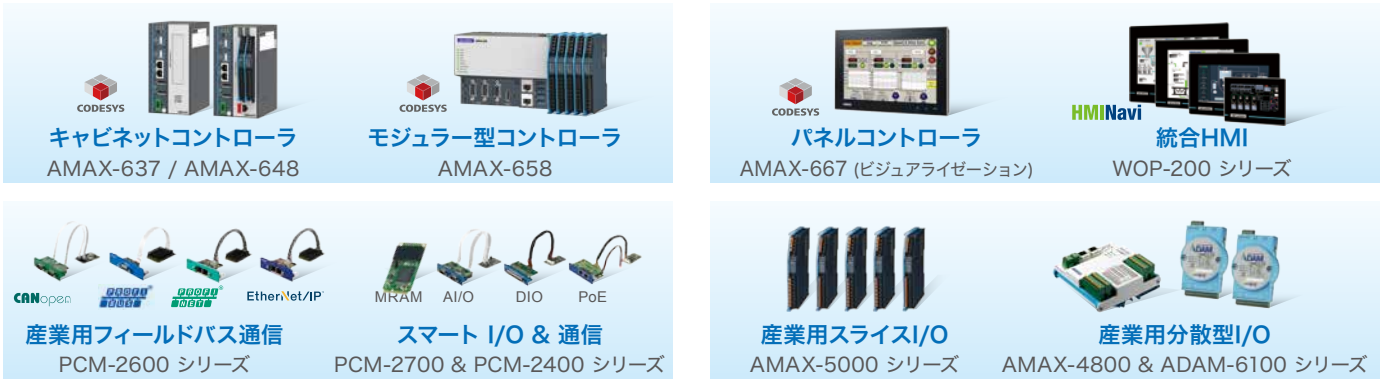 CODESYS
キャビネットコントローラ
AMAX-637 / AMAX-648
CODESYS
モジュラー型コントローラ
AMAX-658
CODESYS
パネルコントローラ
AMAX-667 (ビジュアライゼーション)
HMINavi
統合HMI
WOP-200 シリーズ
CANopen
PROFI
BUS
PROFI
NET
EtherNet/IP
産業用フィールドバス通信
PCM-2600 シリーズ
MRAM AI/O DIO PoE
スマート I/O & 通信
PCM-2700 & PCM-2400 シリーズ
産業用スライスI/O
AMAX-5000 シリーズ
ADAM
ADAM
産業用分散型I/O
AMAX-4800 & ADAM-6100 シリーズ